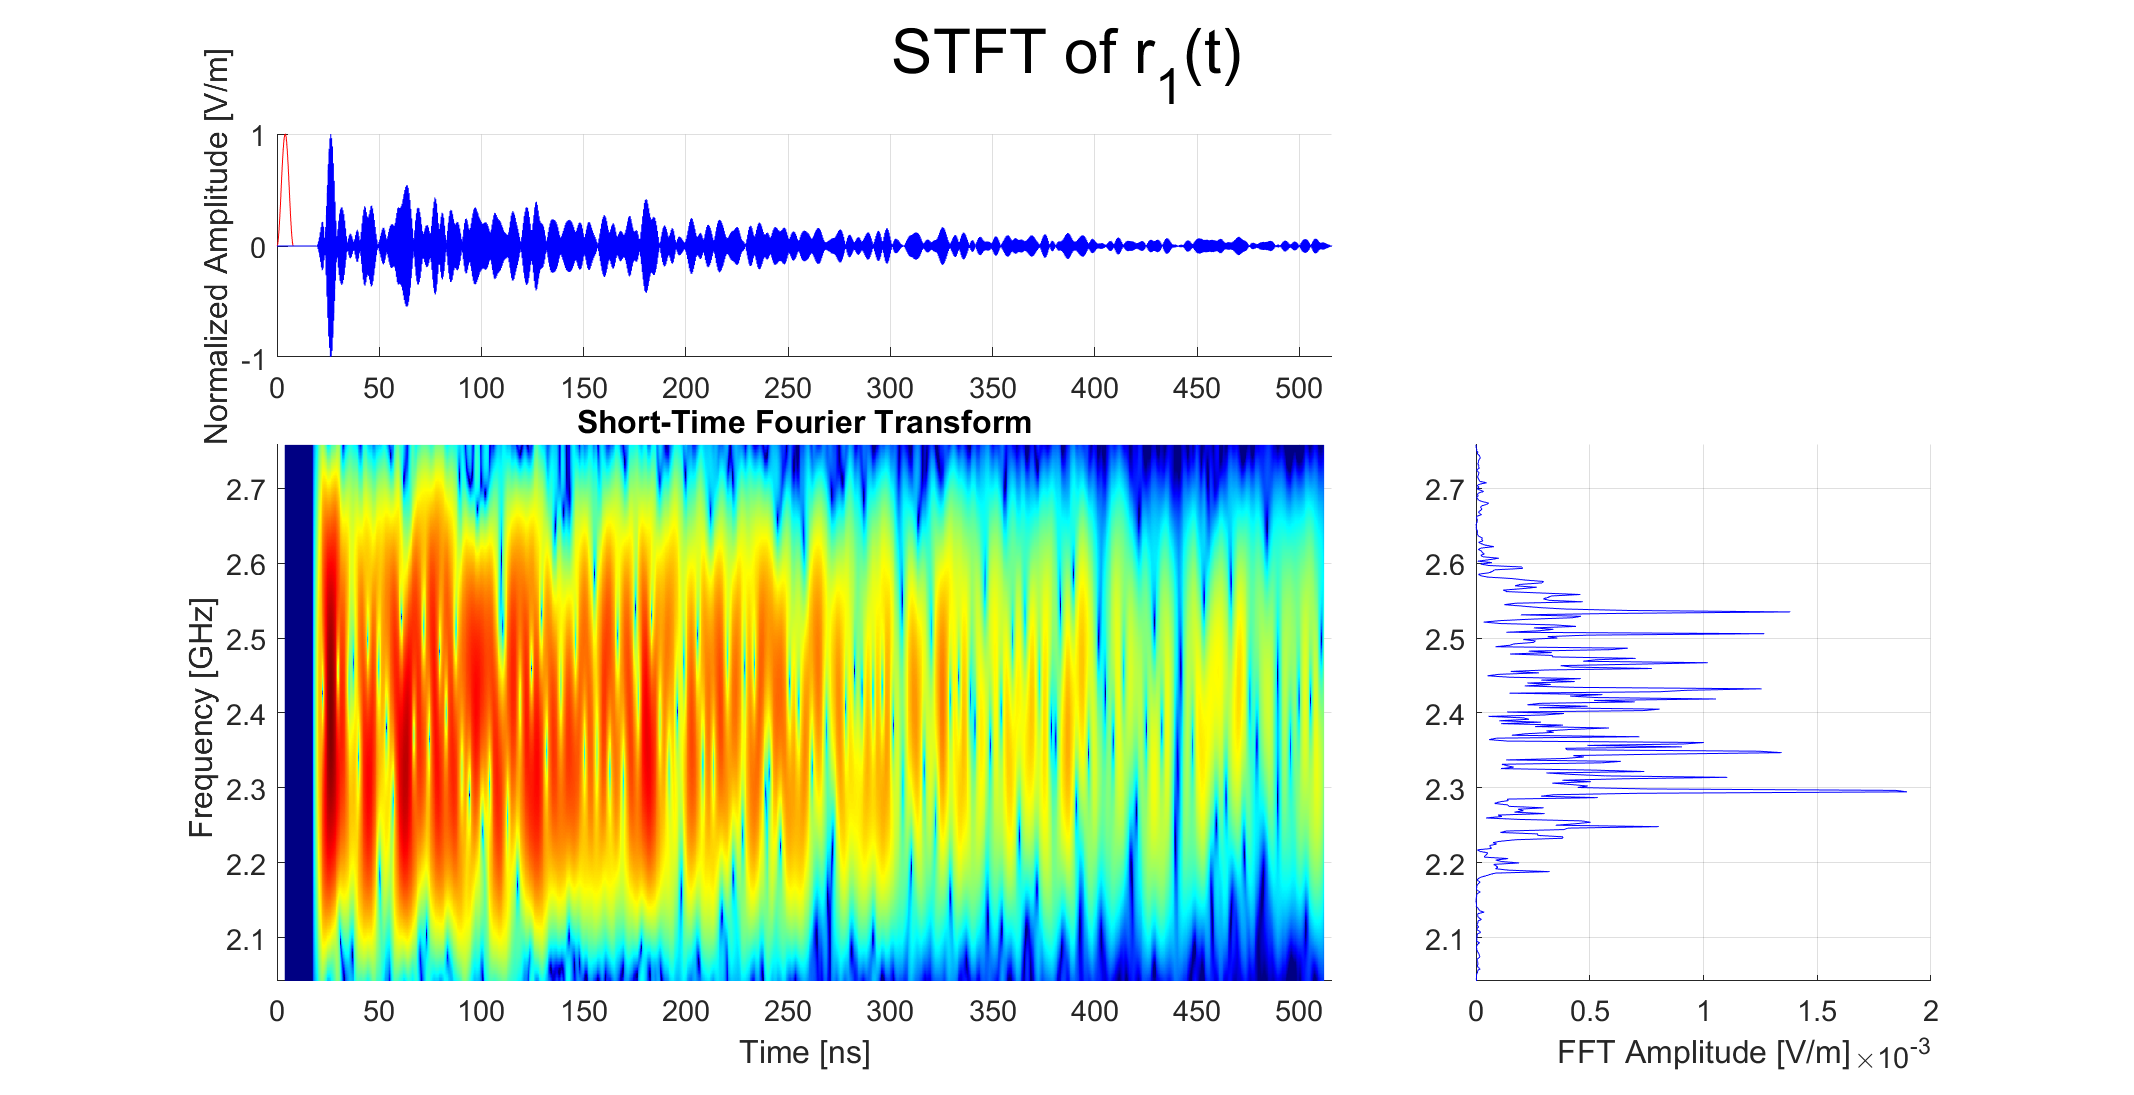 STFT of r1(t)
Normalized Amplitude [V/m]
1
0
-1
0 50 100 150 200 250 300 350 400 450 500
Short-Time Fourier Transform
Frequency [GHz]
2.7
2.6
2.5
2.4
2.3
2.2
2.1
0 50 100 150 200 250 300 350 400 450 500
Time [ns]
2.7
2.6
2.5
2.4
2.3
2.2
2.1
0 0.5 1 1.5 2
FFT Amplitude [V/m] ×10-3